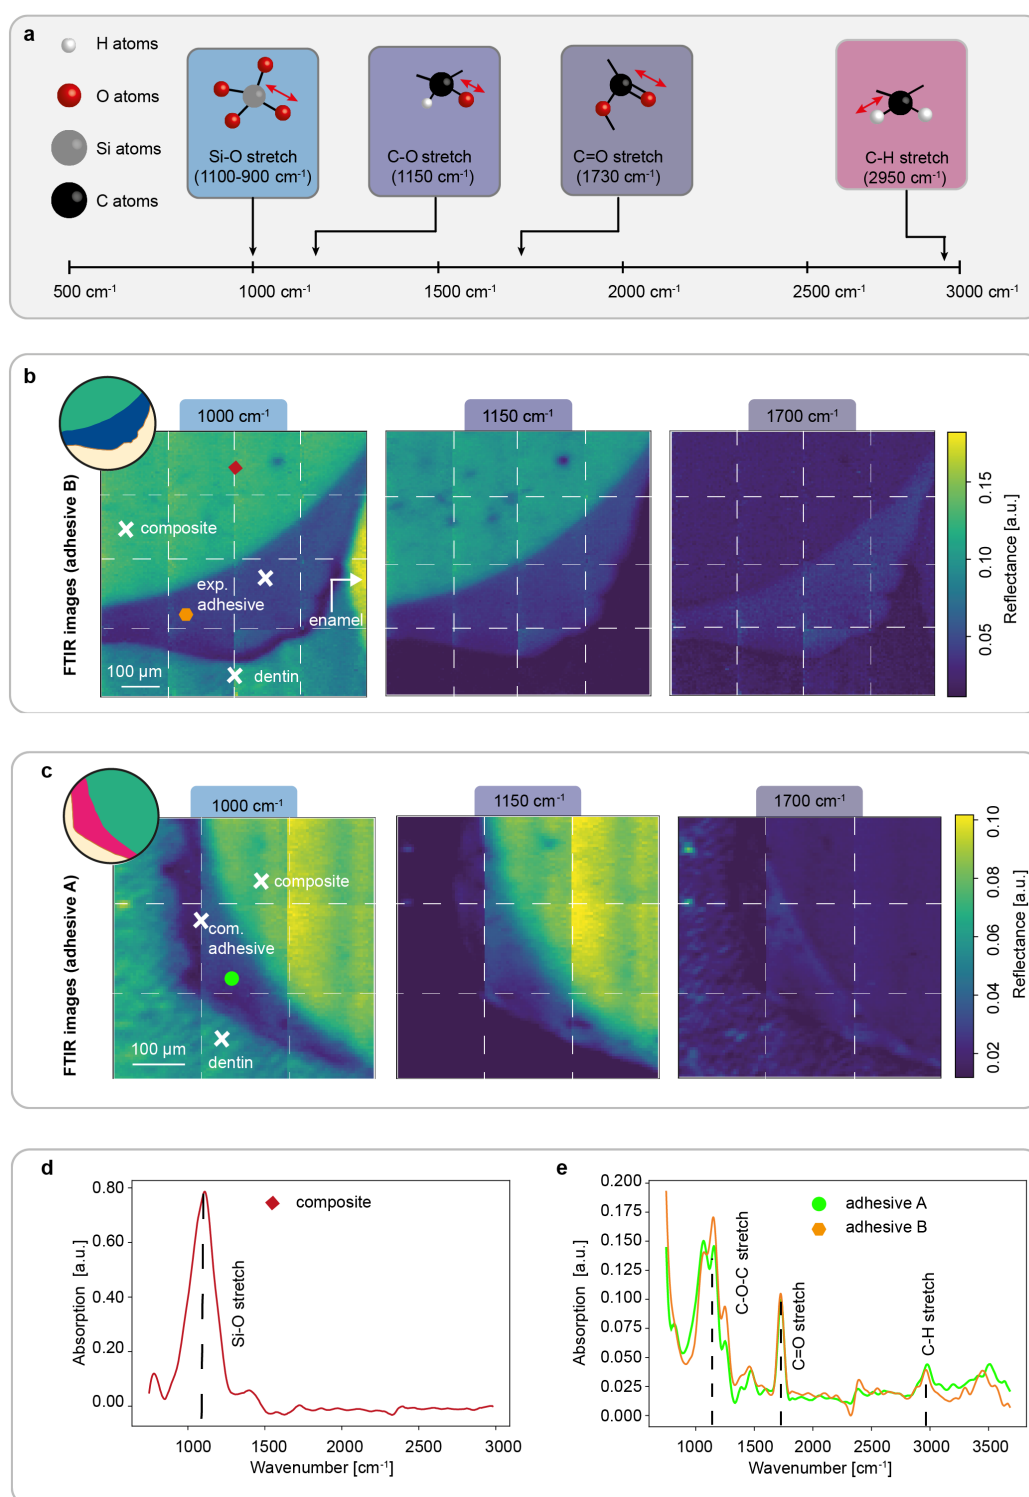 a
H atoms
O atoms
Si atoms
C atoms
Si-O stretch
(1100-900 cm⁻¹)
C-O stretch
(1150 cm⁻¹)
C=O stretch
(1730 cm⁻¹)
C-H stretch
(2950 cm⁻¹)
500 cm⁻¹
1000 cm⁻¹
1500 cm⁻¹
2000 cm⁻¹
2500 cm⁻¹
3000 cm⁻¹
b
FTIR images (adhesive B)
1000 cm⁻¹
1150 cm⁻¹
1700 cm⁻¹
composite
exp.
adhesive
enamel
100 µm
dentin
0.15
0.10
0.05
Reflectance [a.u.]
c
FTIR images (adhesive A)
1000 cm⁻¹
1150 cm⁻¹
1700 cm⁻¹
composite
com.
adhesive
100 µm
dentin
0.10
0.08
0.06
0.04
0.02
Reflectance [a.u.]
d
0.80
0.60
0.40
0.20
0.00
Absorption [a.u.]
composite
Si-O stretch
1000
1500
2000
2500
3000
Wavenumber [cm⁻¹]
e
0.200
0.175
0.150
0.125
0.100
0.075
0.050
0.025
0.000
Absorption [a.u.]
adhesive A
adhesive B
C-O-C stretch
C=O stretch
C-H stretch
1000
1500
2000
2500
3000
3500
Wavenumber [cm⁻¹]